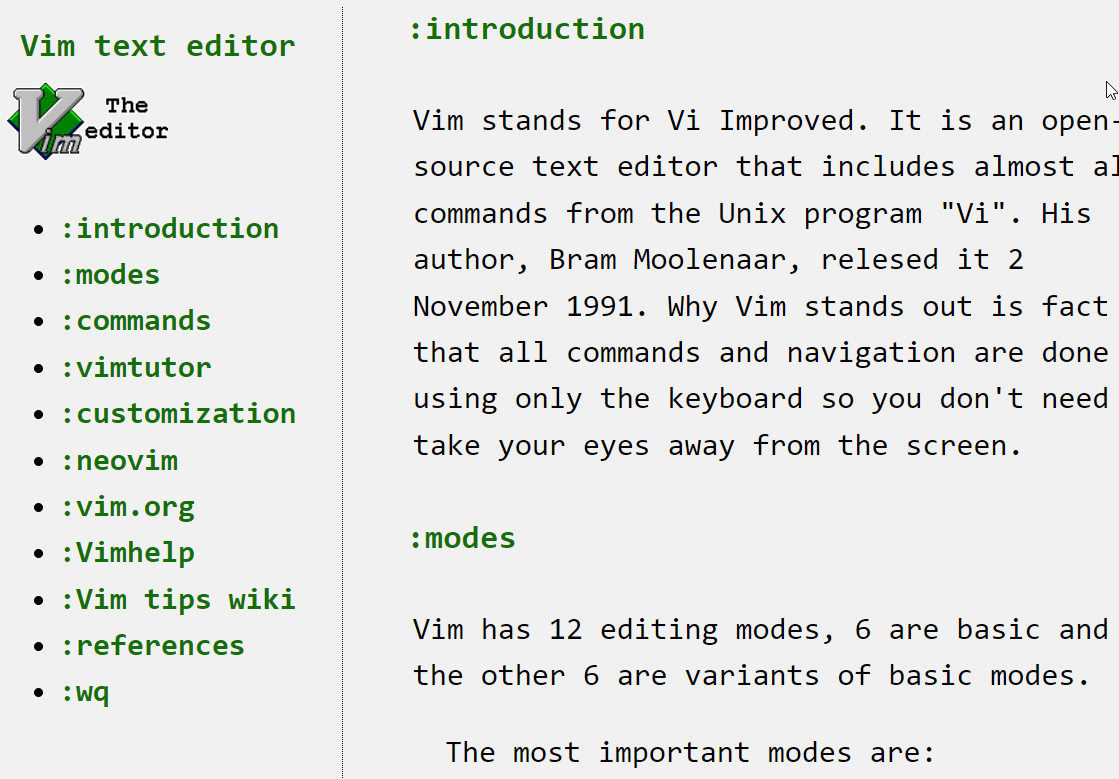 Vim text editor
Vim
The
editor
:introduction
:modes
:commands
:vimtutor
:customization
:neovim
:vim.org
:Vimhelp
:Vim tips wiki
:references
:wq
:introduction
Vim stands for Vi Improved. It is an open-
source text editor that includes almost
commands from the Unix program "Vi". His
author, Bram Moolenaar, relesed it 2
November 1991. Why Vim stands out is fact
that all commands and navigation are done
using only the keyboard so you don't need
take your eyes away from the screen.
:modes
Vim has 12 editing modes, 6 are basic and
the other 6 are variants of basic modes.
The most important modes are: